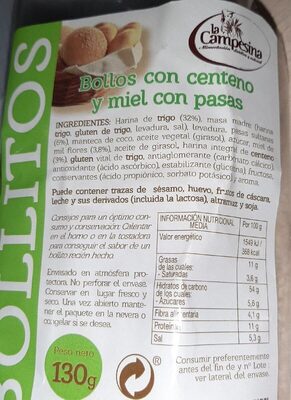 la Campesina
Alimentación Sana y Natural
BOLLITOS
Bollos con centeno
y miel con pasas
INGREDIENTES: Harina de trigo (32%), masa madre (harina
trigo, gluten de trigo, levadura, sal), levadura, pasas sultanas
(6%), manteca de coco, aceite vegetal (girasol), azúcar, miel de
mil flores (3,8%), aceite de girasol, harina integral de centeno
(3%), gluten vital de trigo, antiaglomerante (carbonato cálcico),
antioxidante (ácido ascórbico), estabilizante (glucosa), fructosa,
conservantes (ácido propiónico, sorbato potásico) y aroma.
Puede contener trazas de sésamo, huevo, frutos de cáscara,
leche y sus derivados (incluida la lactosa), altramuz y soja.
Consejos para un óptimo con-
sumo y conservación: Calentar
en el horno o en la tostadora
para conseguir el sabor de un
bollito recién hecho.
Envasado en atmósfera pro-
tectora. No perforar el envase.
Conservar en lugar fresco y
seco. Una vez abierto mante-
ner el paquete en la nevera o
congelar si se desea.
INFORMACIÓN NUTRICIONAL MEDIA Por 100 g
Valor energético 1549 kJ / 368 kcal
Grasas 11 g
de las cuales:
- Saturadas 3,8 g
Hidratos de carbono 54 g
de los cuales:
- Azúcares 5,6 g
Fibra alimentaria 4,1 g
Proteínas 11 g
Sal 5,3 g
Peso neto
130g
®
Consumir preferentemente
antes del fin de y nº Lote :
ver lateral del envase.